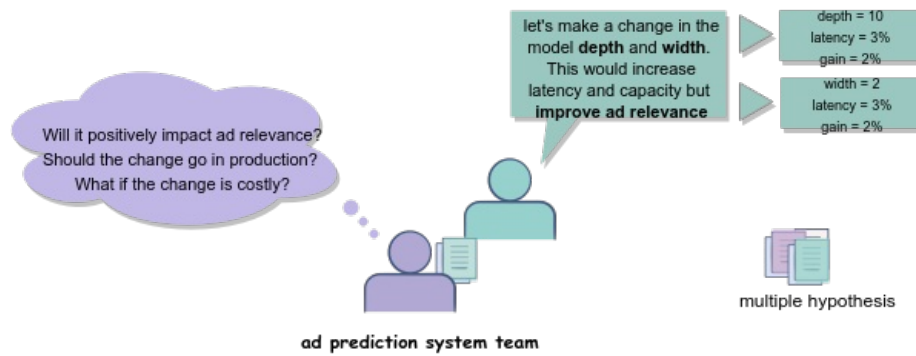 let's make a change in the
model depth and width.
This would increase
latency and capacity but
improve ad relevance
depth = 10
latency = 3%
gain = 2%
width = 2
latency = 3%
gain = 2%
Will it positively impact ad relevance?
Should the change go in production?
What if the change is costly?
multiple hypothesis
ad prediction system team